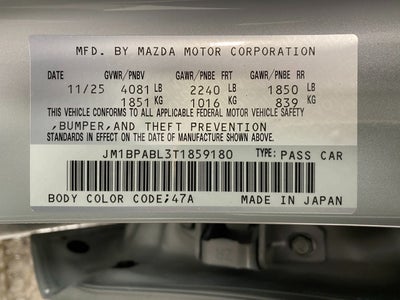 MFD. BY MAZDA MOTOR CORPORATION
DATE GVWR/PNBV GAWR/PNBE FRT GAWR/PNBE RR
11/25 4081 LB 2240 LB 1850 LB
1851 KG 1016 KG 839 KG
THIS VEHICLE CONFORMS TO ALL APPLICABLE FEDERAL MOTOR VEHICLE SAFETY
,BUMPER,AND THEFT PREVENTION
STANDARDS IN EFFECT ON THE DATE OF MANUFACTURE SHOWN ABOVE.
JM1BPABL3T1859180 TYPE: PASS CAR
BODY COLOR CODE;47A MADE IN JAPAN